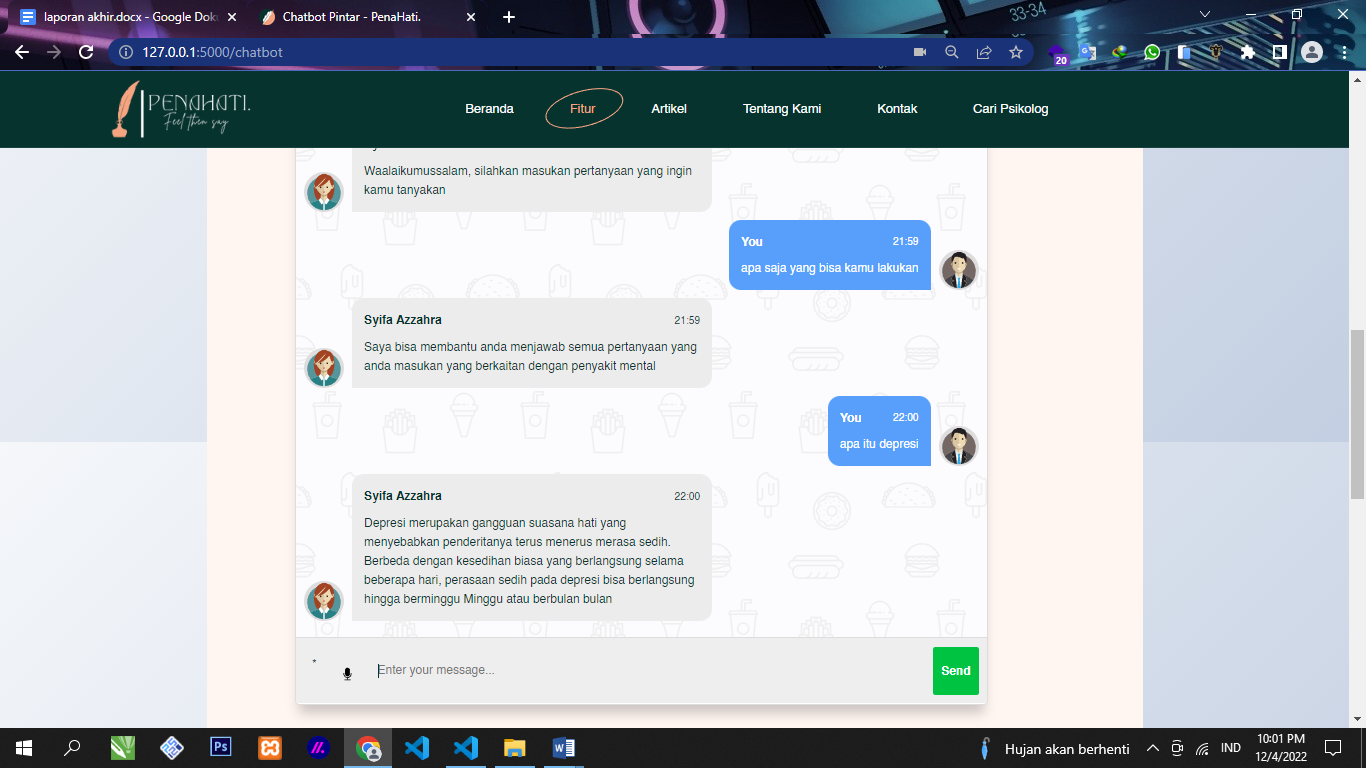 33-34
laporan akhir.docx - Google Dok
Chatbot Pintar - PenaHati.
127.0.0.1:5000/chatbot
20
PENAHATI.
Feel then say
Beranda
Fitur
Artikel
Tentang Kami
Kontak
Cari Psikolog
Waalaikumussalam, silahkan masukan pertanyaan yang ingin
kamu tanyakan
You
21:59
apa saja yang bisa kamu lakukan
Syifa Azzahra
21:59
Saya bisa membantu anda menjawab semua pertanyaan yang
anda masukan yang berkaitan dengan penyakit mental
You
22:00
apa itu depresi
Syifa Azzahra
22:00
Depresi merupakan gangguan suasana hati yang
menyebabkan penderitanya terus menerus merasa sedih.
Berbeda dengan kesedihan biasa yang berlangsung selama
beberapa hari, perasaan sedih pada depresi bisa berlangsung
hingga berminggu Minggu atau berbulan bulan
*
Enter your message...
Send
Ps
Hujan akan berhenti
IND
10:01 PM
12/4/2022